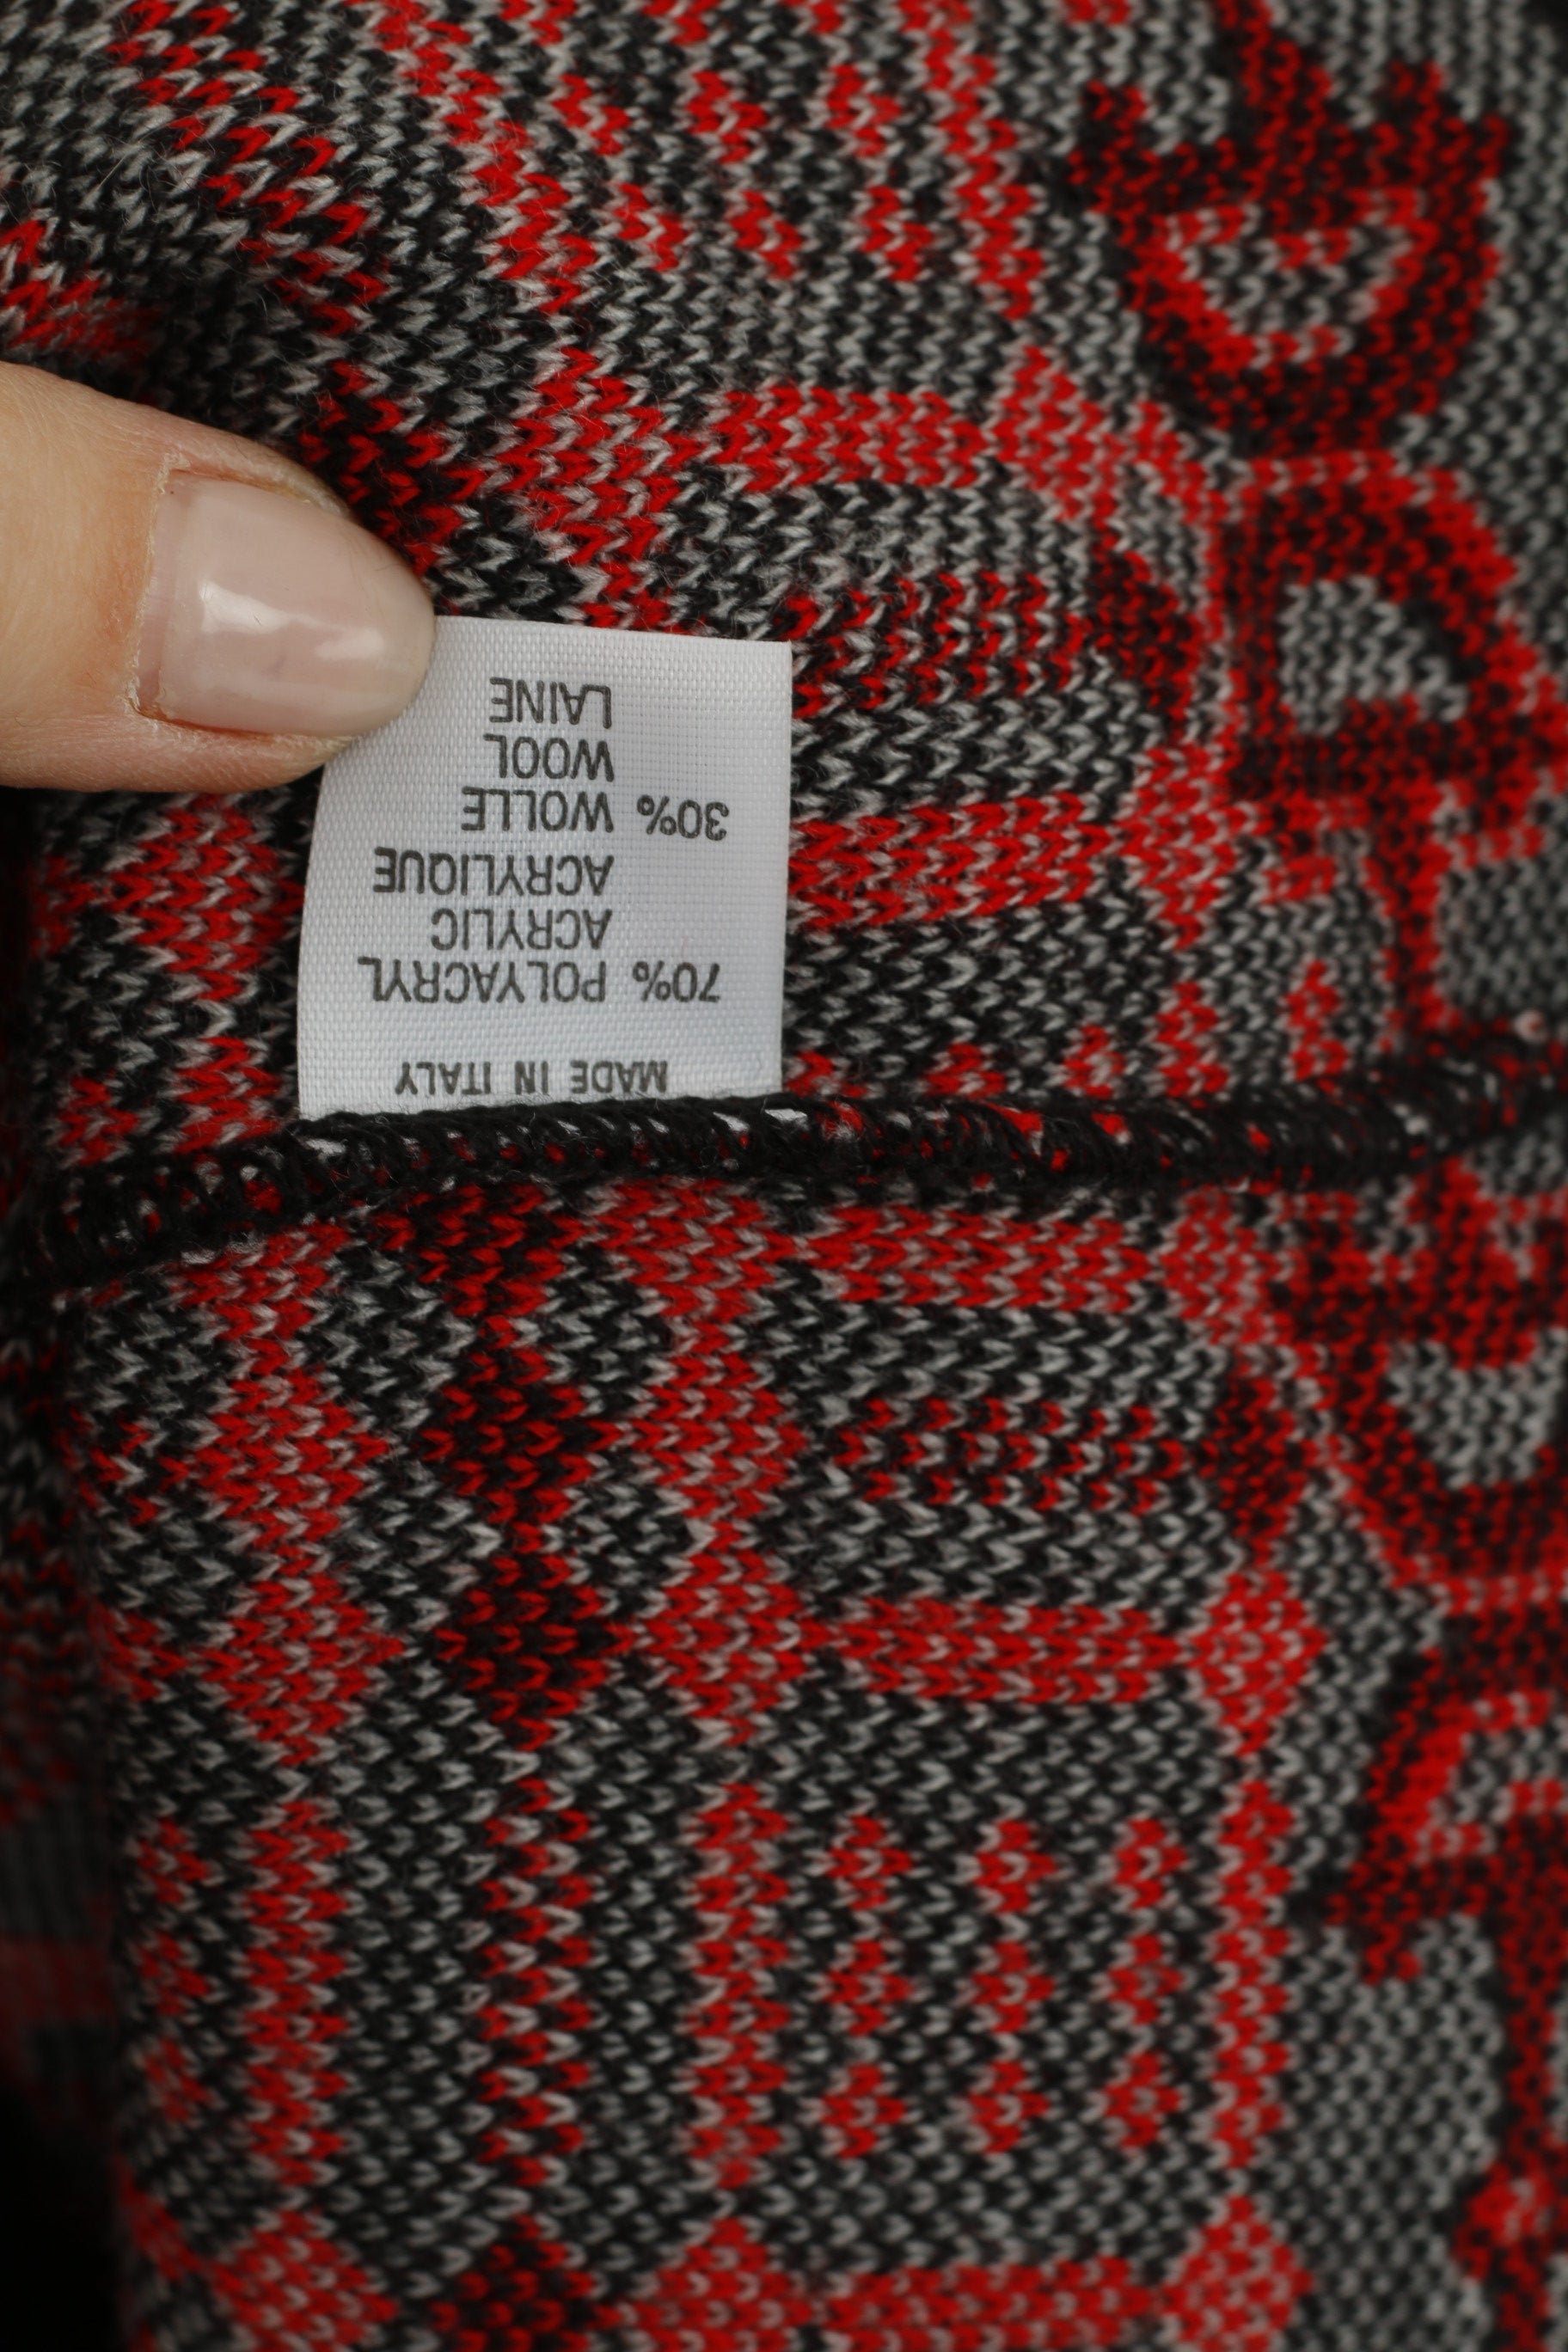 MADE IN ITALY
70% POLYACRYL
ACRYLIC
ACRYLIQUE
30% WOLLE
WOOL
LAINE